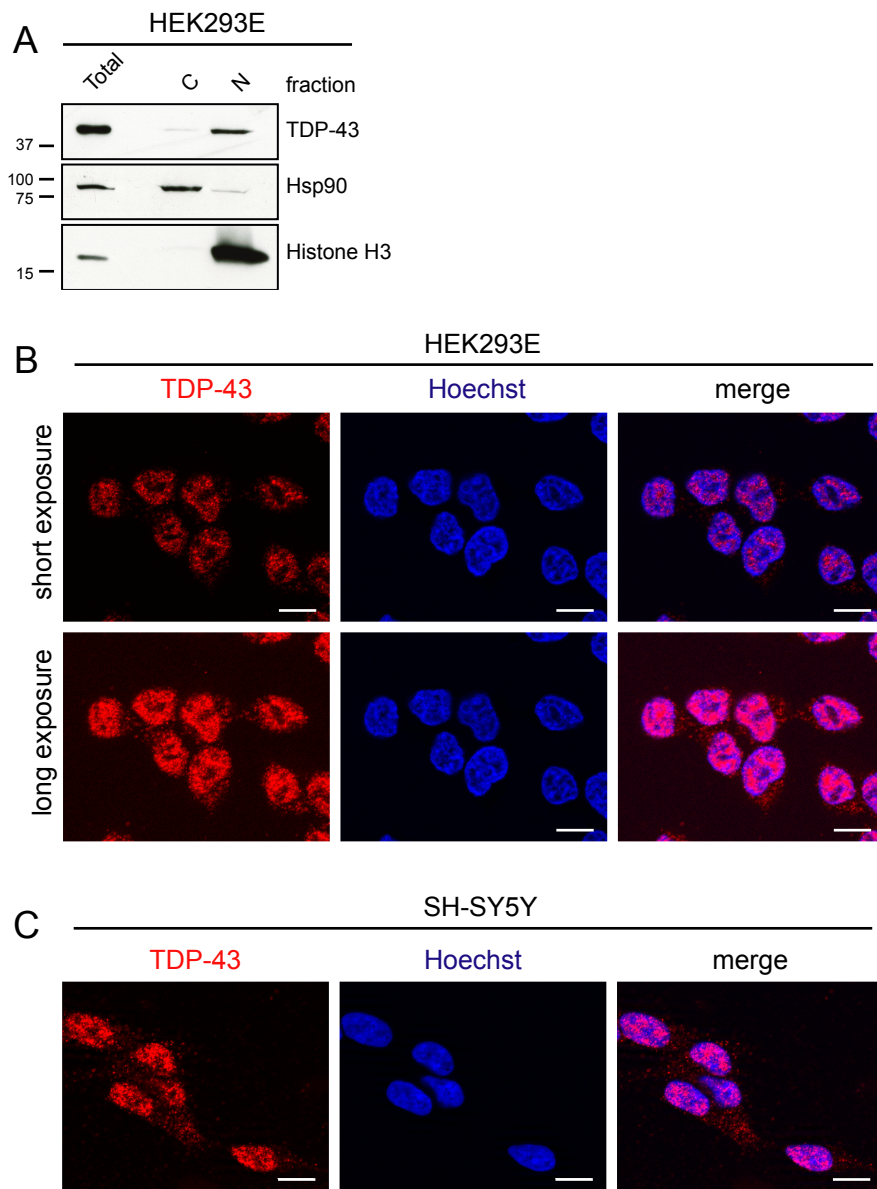 A
HEK293E
Total C N fraction
TDP-43
37
100
75
Hsp90
Histone H3
15
B
HEK293E
TDP-43 Hoechst merge
short exposure
long exposure
C
SH-SY5Y
TDP-43 Hoechst merge